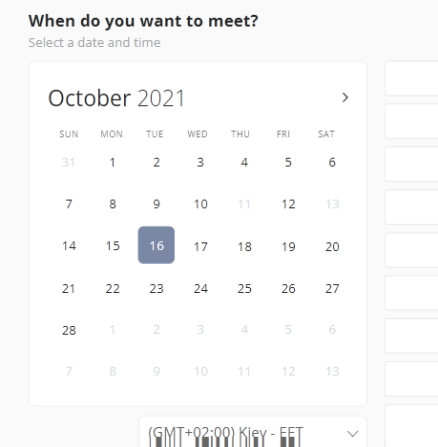 When do you want to meet?
Select a date and time
October 2021
SUN MON TUE WED THU FRI SAT
31 1 2 3 4 5 6
7 8 9 10 11 12 13
14 15 16 17 18 19 20
21 22 23 24 25 26 27
28 1 2 3 4 5 6
7 8 9 10 11 12 13
(GMT+02:00) Kiev - EET